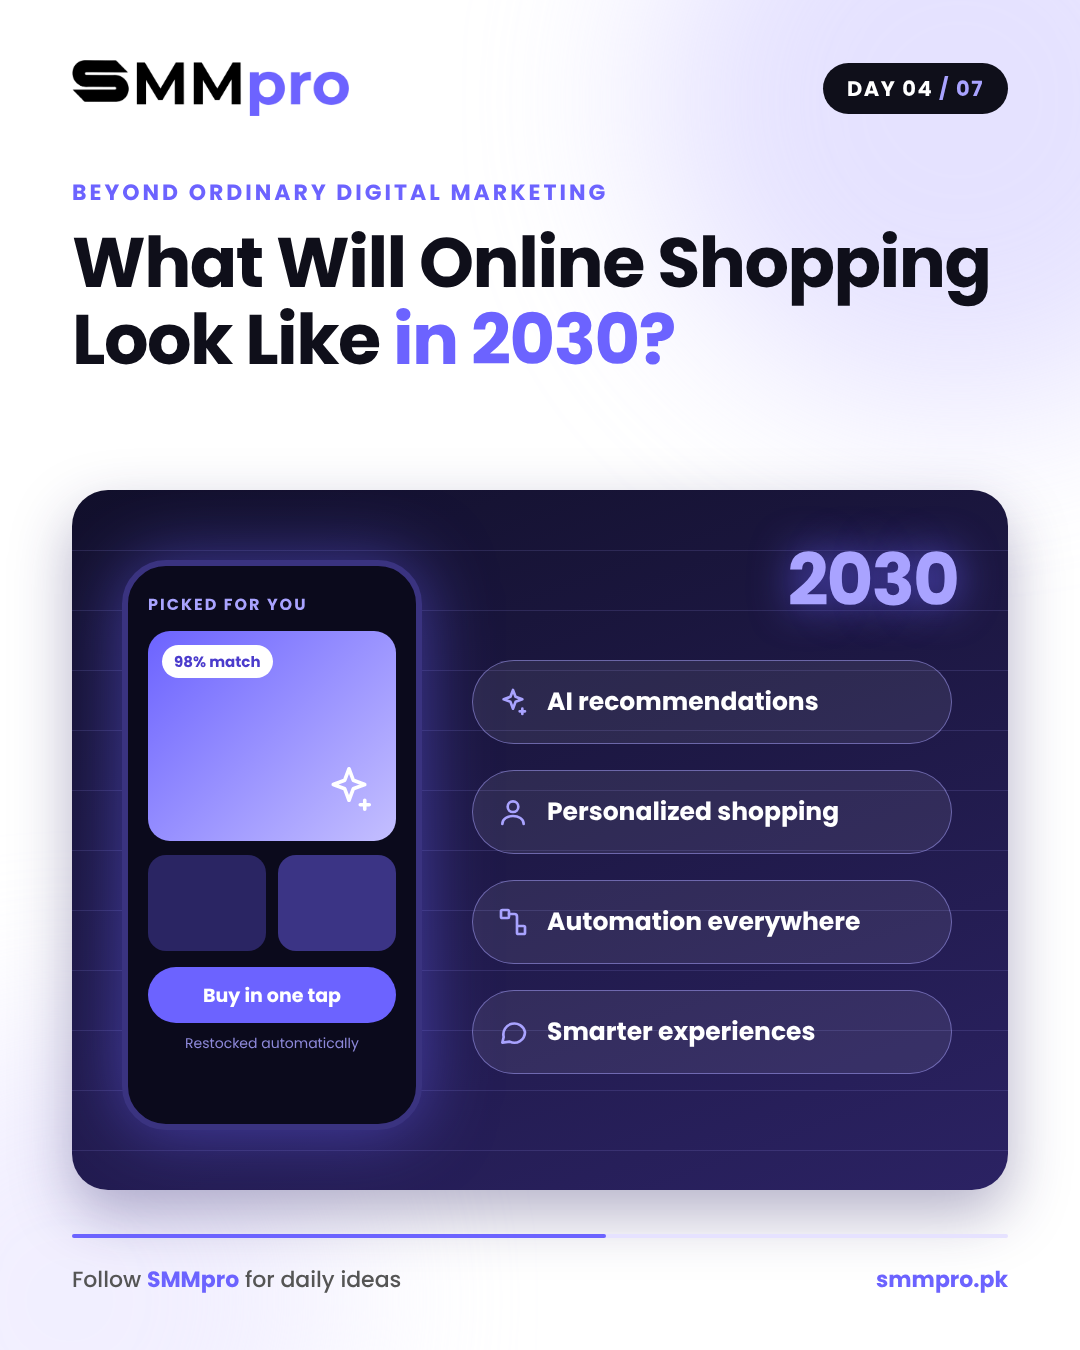 SMMpro
DAY 04 / 07
BEYOND ORDINARY DIGITAL MARKETING
What Will Online Shopping
Look Like in 2030?
PICKED FOR YOU
98% match
Buy in one tap
Restocked automatically
2030
AI recommendations
Personalized shopping
Automation everywhere
Smarter experiences
Follow SMMpro for daily ideas
smmpro.pk